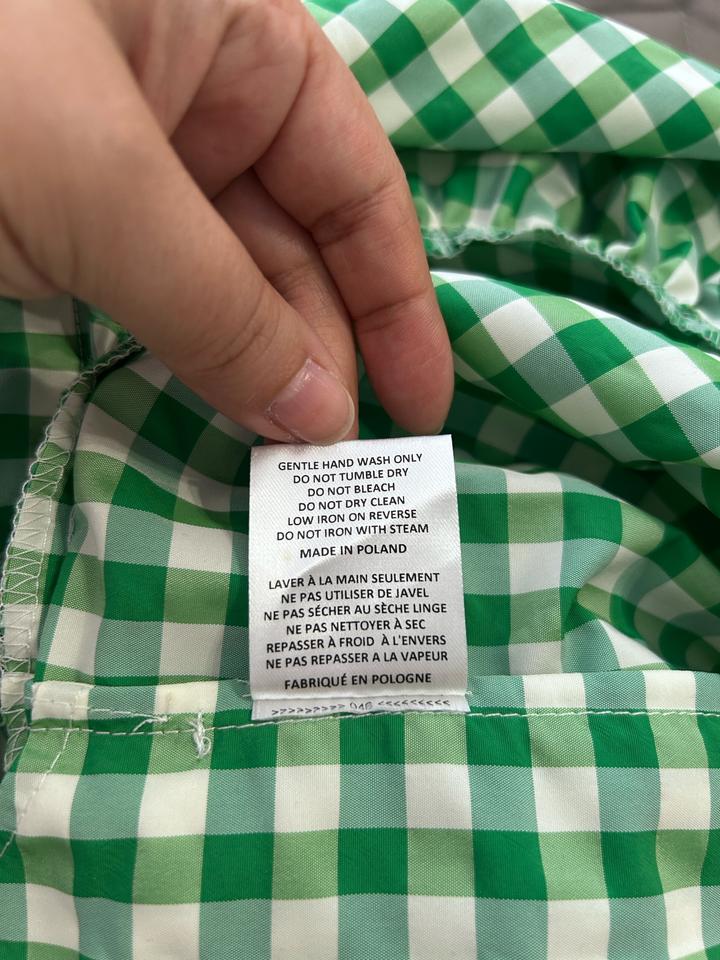 GENTLE HAND WASH ONLY
DO NOT TUMBLE DRY
DO NOT BLEACH
DO NOT DRY CLEAN
LOW IRON ON REVERSE
DO NOT IRON WITH STEAM
MADE IN POLAND
LAVER À LA MAIN SEULEMENT
NE PAS UTILISER DE JAVEL
NE PAS SÉCHER AU SÈCHE LINGE
NE PAS NETTOYER À SEC
REPASSER À FROID À L'ENVERS
NE PAS REPASSER A LA VAPEUR
FABRIQUÉ EN POLOGNE